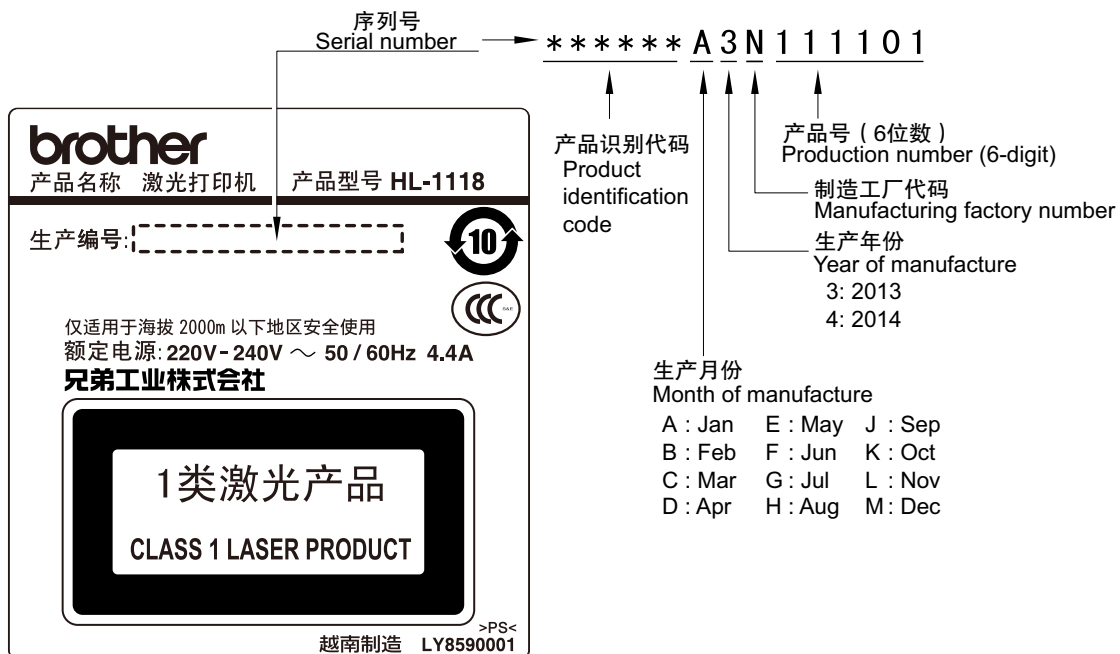 序列号
Serial number
******A3N111101
产品识别代码
Product
identification
code
产品号（6位数）
Production number (6-digit)
制造工厂代码
Manufacturing factory number
生产年份
Year of manufacture
3: 2013
4: 2014
生产月份
Month of manufacture
A : Jan E : May J : Sep
B : Feb F : Jun K : Oct
C : Mar G : Jul L : Nov
D : Apr H : Aug M : Dec
brother
产品名称 激光打印机 产品型号 HL-1118
生产编号:
10
CCC S&E
仅适用于海拔 2000m 以下地区安全使用
额定电源: 220V-240V ～ 50/60Hz 4.4A
兄弟工业株式会社
1类激光产品
CLASS 1 LASER PRODUCT
>PS<
越南制造 LY8590001